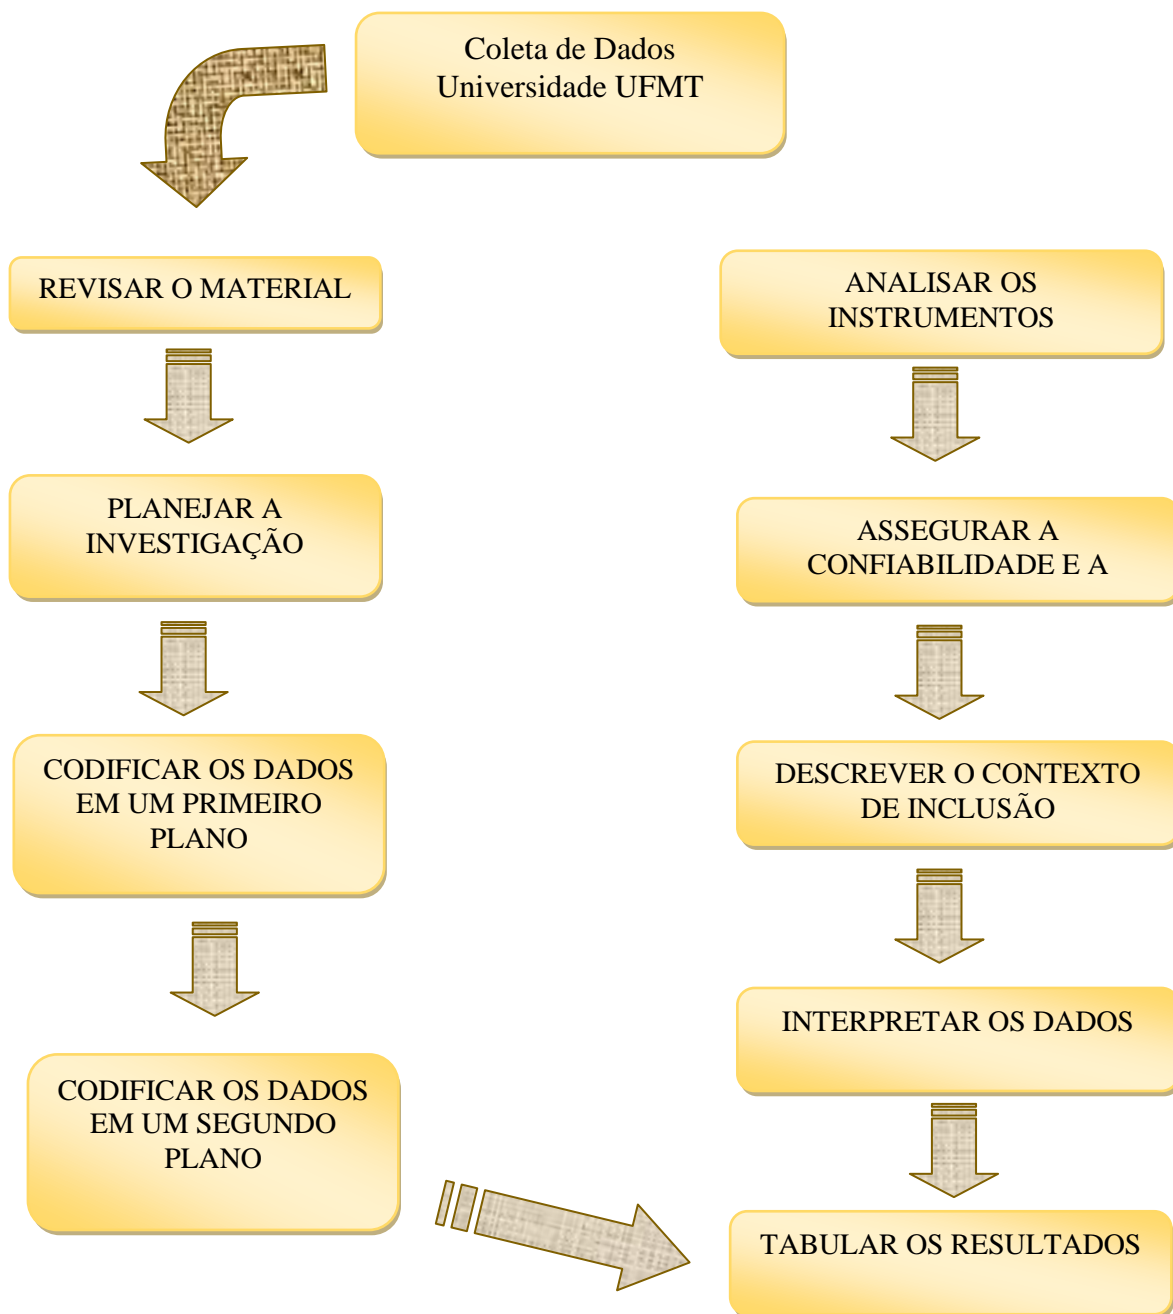 Coleta de Dados
Universidade UFMT
REVISAR O MATERIAL
PLANEJAR A
INVESTIGAÇÃO
CODIFICAR OS DADOS
EM UM PRIMEIRO
PLANO
CODIFICAR OS DADOS
EM UM SEGUNDO
PLANO
ANALISAR OS
INSTRUMENTOS
ASSEGURAR A
CONFIABILIDADE E A
DESCREVER O CONTEXTO
DE INCLUSÃO
INTERPRETAR OS DADOS
TABULAR OS RESULTADOS